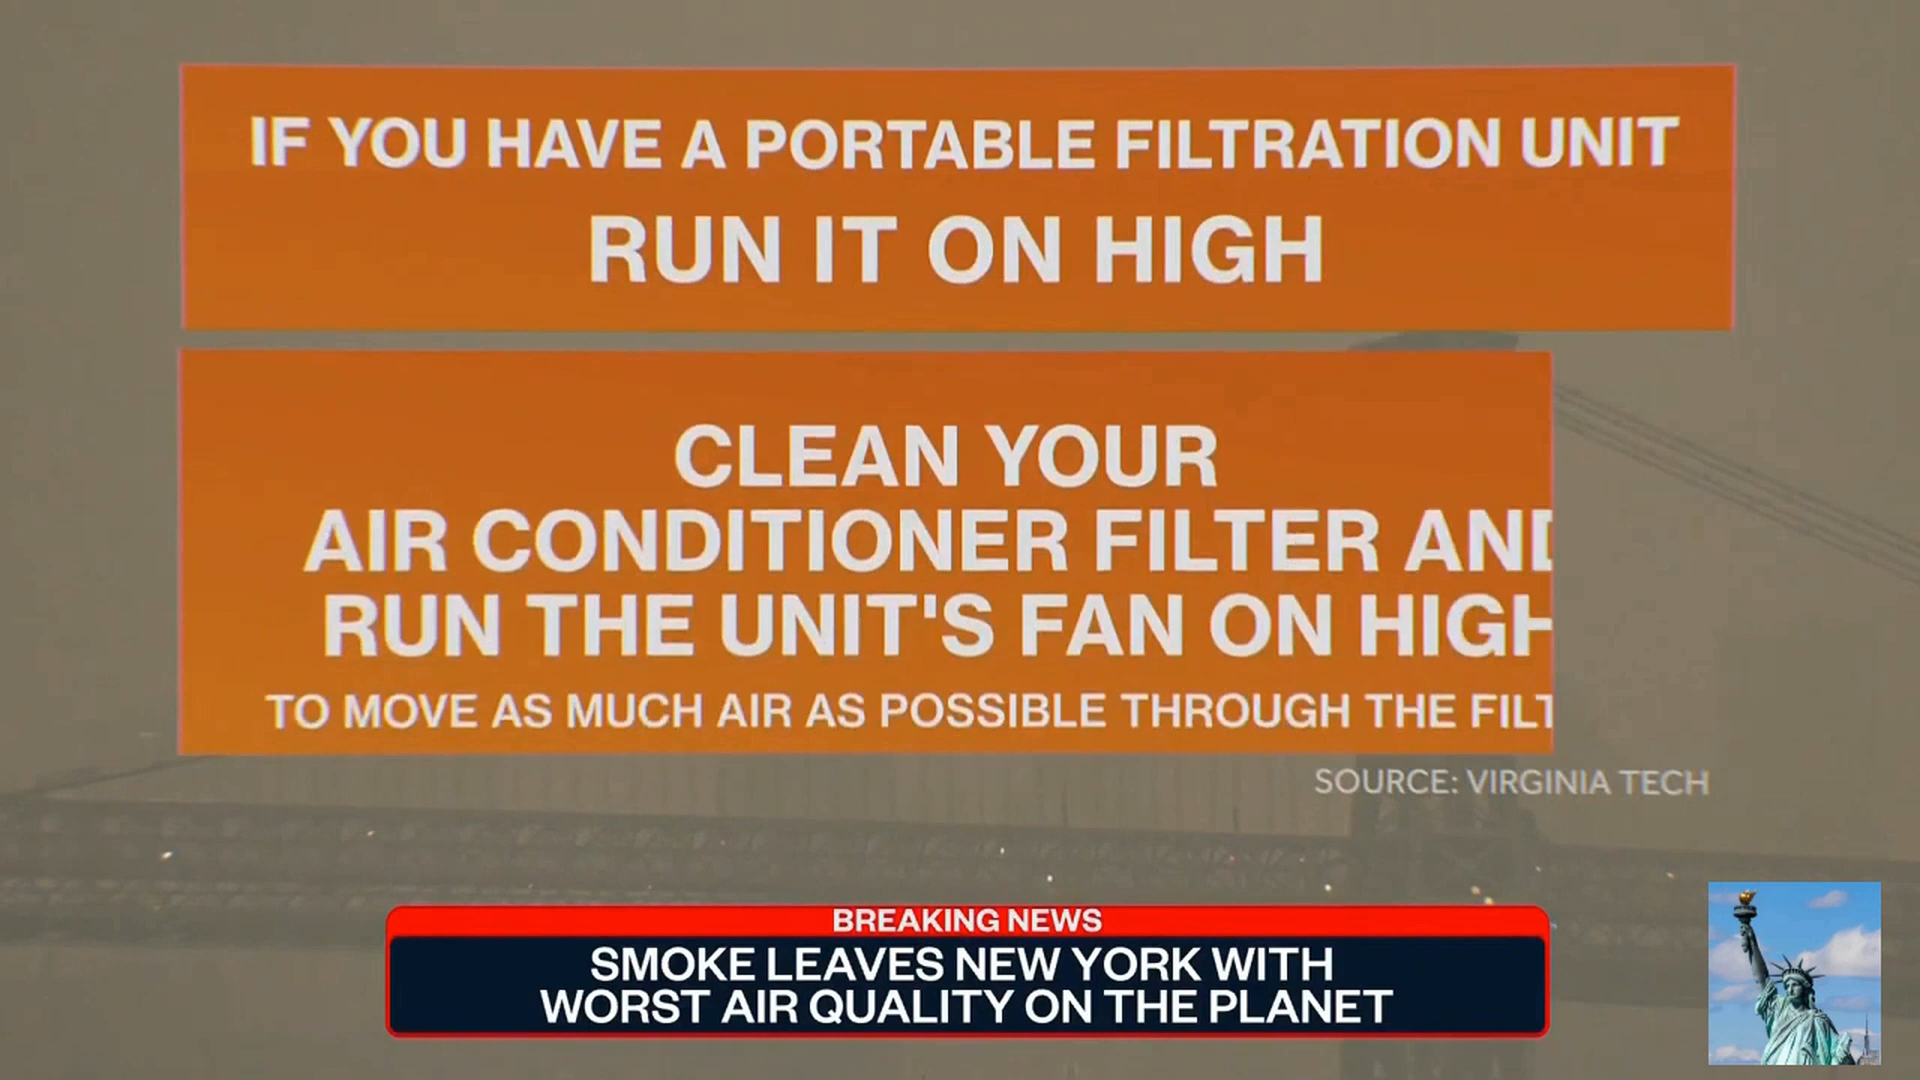 IF YOU HAVE A PORTABLE FILTRATION UNIT
RUN IT ON HIGH
CLEAN YOUR
AIR CONDITIONER FILTER AND
RUN THE UNIT'S FAN ON HIGH
TO MOVE AS MUCH AIR AS POSSIBLE THROUGH THE FILT
SOURCE: VIRGINIA TECH
BREAKING NEWS
SMOKE LEAVES NEW YORK WITH
WORST AIR QUALITY ON THE PLANET